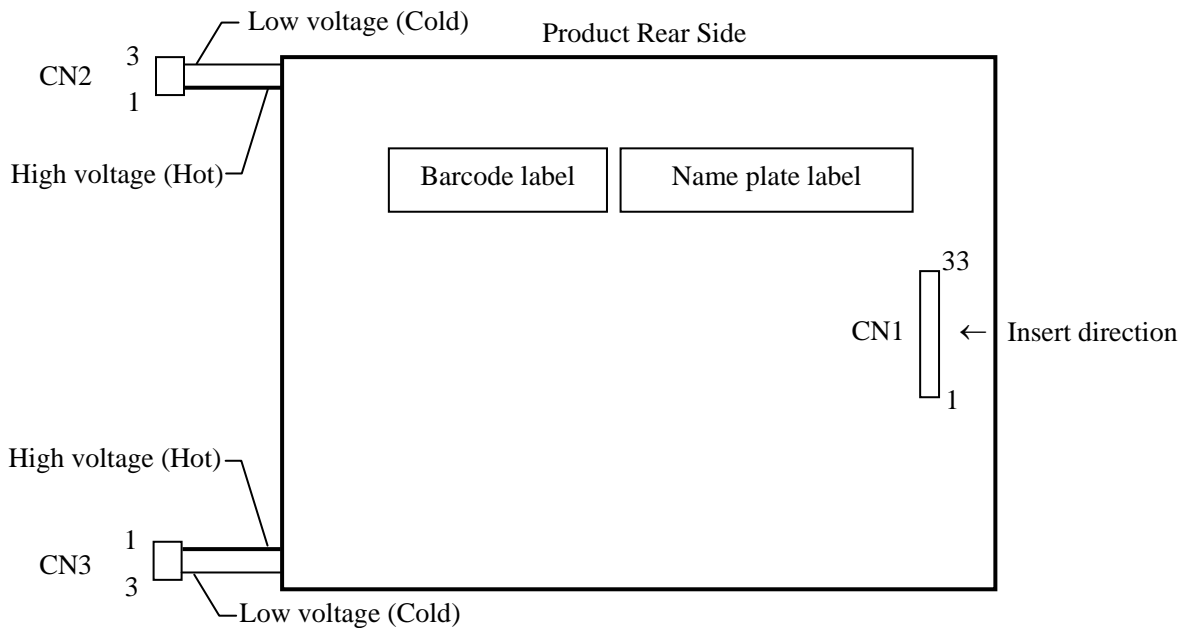 Low voltage (Cold)
Product Rear Side
3
CN2
1
High voltage (Hot)
Barcode label
Name plate label
33
CN1
← Insert direction
1
High voltage (Hot)
1
CN3
3
Low voltage (Cold)